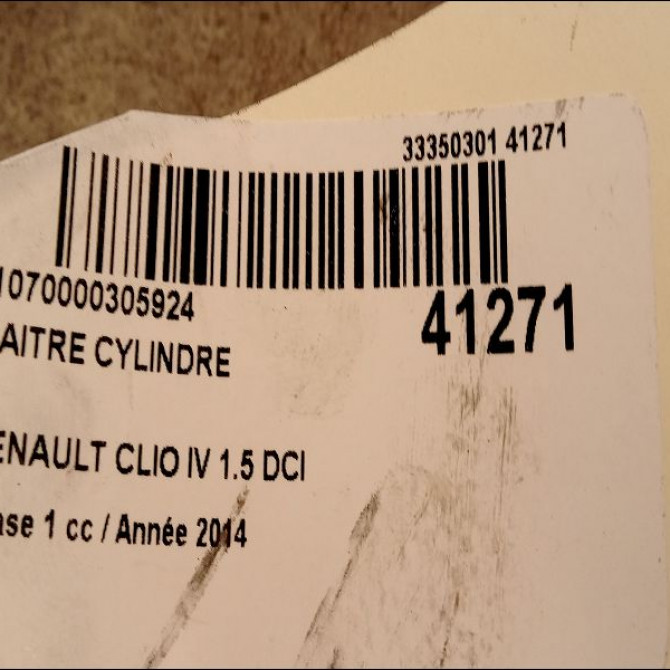 33350301 41271
1070000305924
41271
AITRE CYLINDRE
ENAULT CLIO IV 1.5 DCI
ase 1 cc / Année 2014